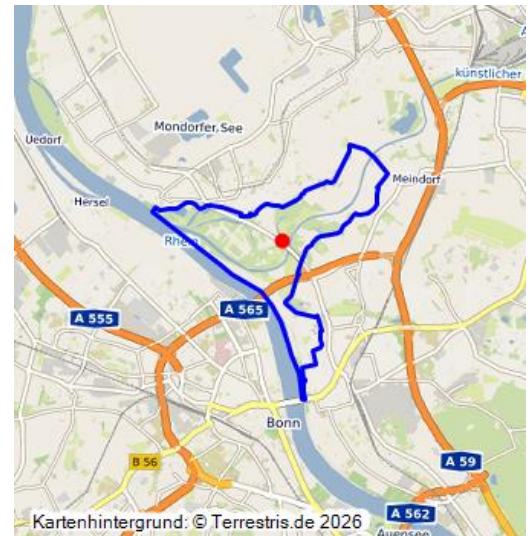 künstlicher
Mondorfer See
Uedorf
Meindorf
Hersel
Rhein
A 565
A 555
Bonn
B 56
A 59
A 562
Auensee
Kartenhintergrund: © Terrestris.de 2026